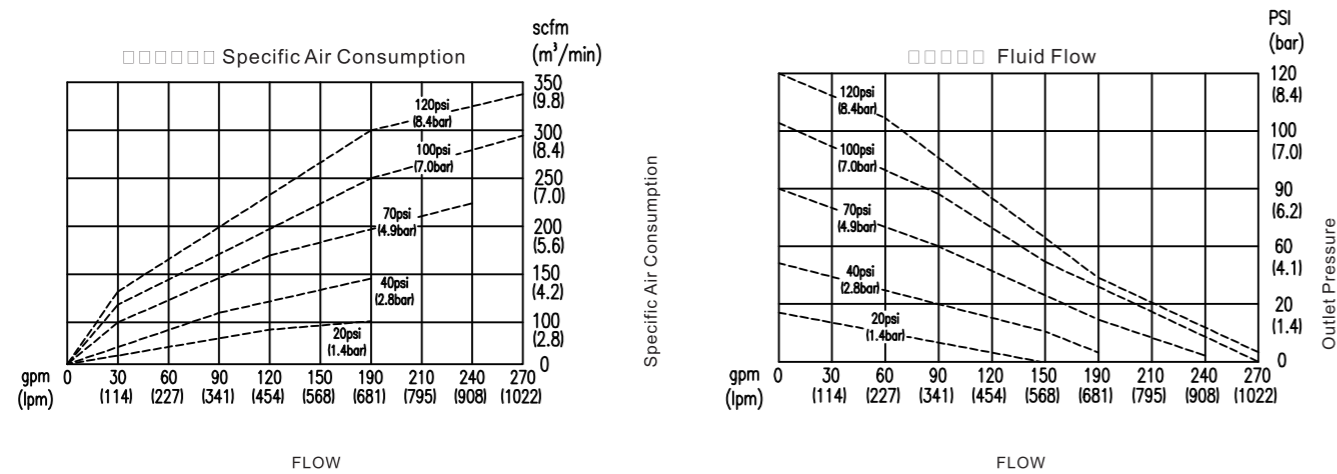 scfm
(m³/min)
□□□□□□ Specific Air Consumption
350
(9.8)
300
(8.4)
250
(7.0)
200
(5.6)
150
(4.2)
100
(2.8)
0
120psi
(8.4bar)
100psi
(7.0bar)
70psi
(4.9bar)
40psi
(2.8bar)
20psi
(1.4bar)
gpm 0 30 60 90 120 150 190 210 240 270
(lpm) (114) (227) (341) (454) (568) (681) (795) (908) (1022)
FLOW
Specific Air Consumption
PSI
(bar)
□□□□□ Fluid Flow
120
(8.4)
100
(7.0)
90
(6.2)
60
(4.1)
20
(1.4)
0
120psi
(8.4bar)
100psi
(7.0bar)
70psi
(4.9bar)
40psi
(2.8bar)
20psi
(1.4bar)
gpm 0 30 60 90 120 150 190 210 240 270
(lpm) (114) (227) (341) (454) (568) (681) (795) (908) (1022)
FLOW
Outlet Pressure